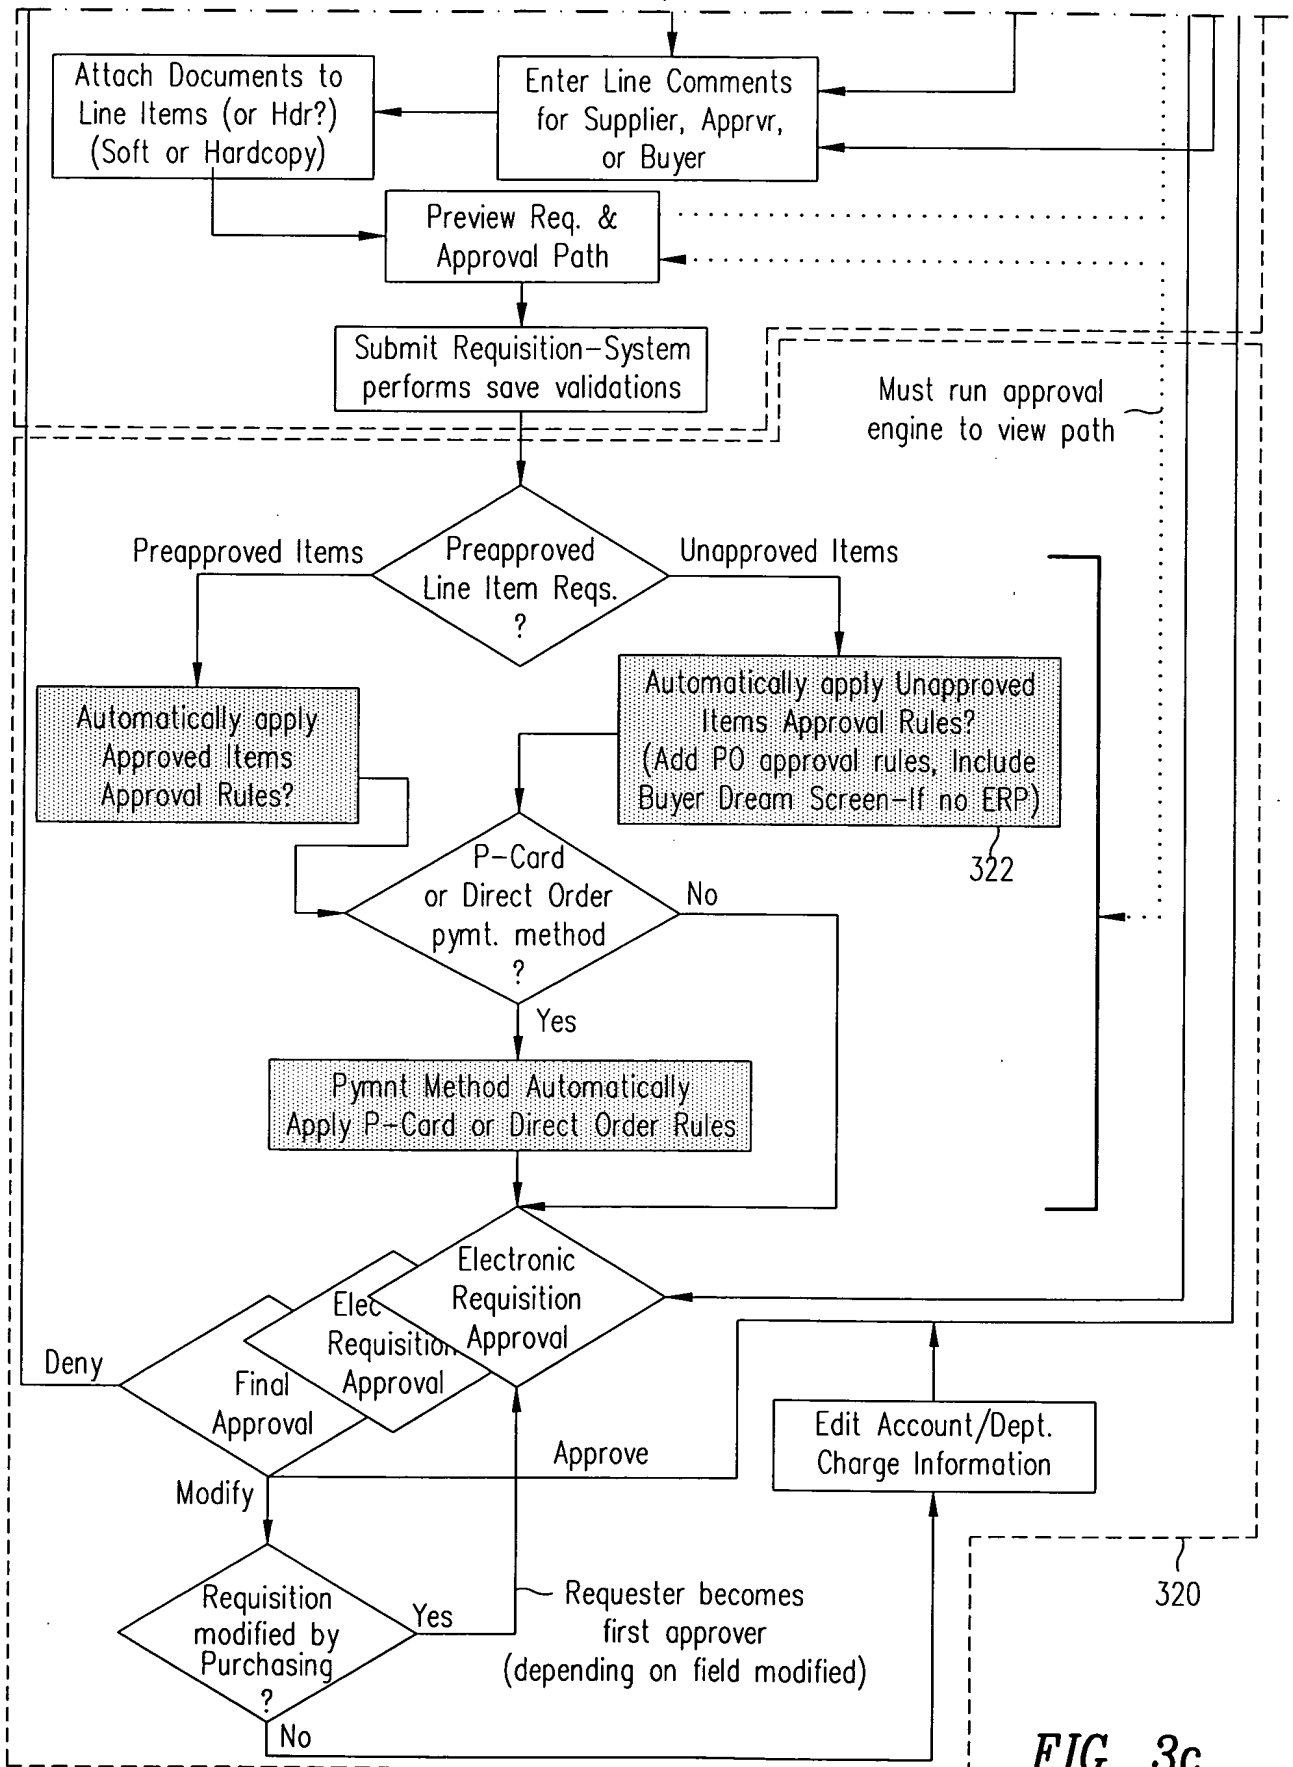 Attach Documents to
Line Items (or Hdr?)
(Soft or Hardcopy)
Enter Line Comments
for Supplier, Apprvr,
or Buyer
Preview Req. &
Approval Path
Submit Requisition-System
performs save validations
Must run approval
engine to view path
Preapproved Items
Preapproved
Line Item Reqs.
?
Unapproved Items
Automatically apply
Approved Items
Approval Rules?
Automatically apply Unapproved
Items Approval Rules?
(Add PO approval rules, Include
Buyer Dream Screen-If no ERP)
322
P-Card
or Direct Order
pymt. method
?
No
Yes
Pymnt Method Automatically
Apply P-Card or Direct Order Rules
Electronic
Requisition
Approval
Elec
Requisition
Approval
Final
Approval
Deny
Approve
Modify
Edit Account/Dept.
Charge Information
Requisition
modified by
Purchasing
?
Yes
No
Requester becomes
first approver
(depending on field modified)
320
FIG. 3c